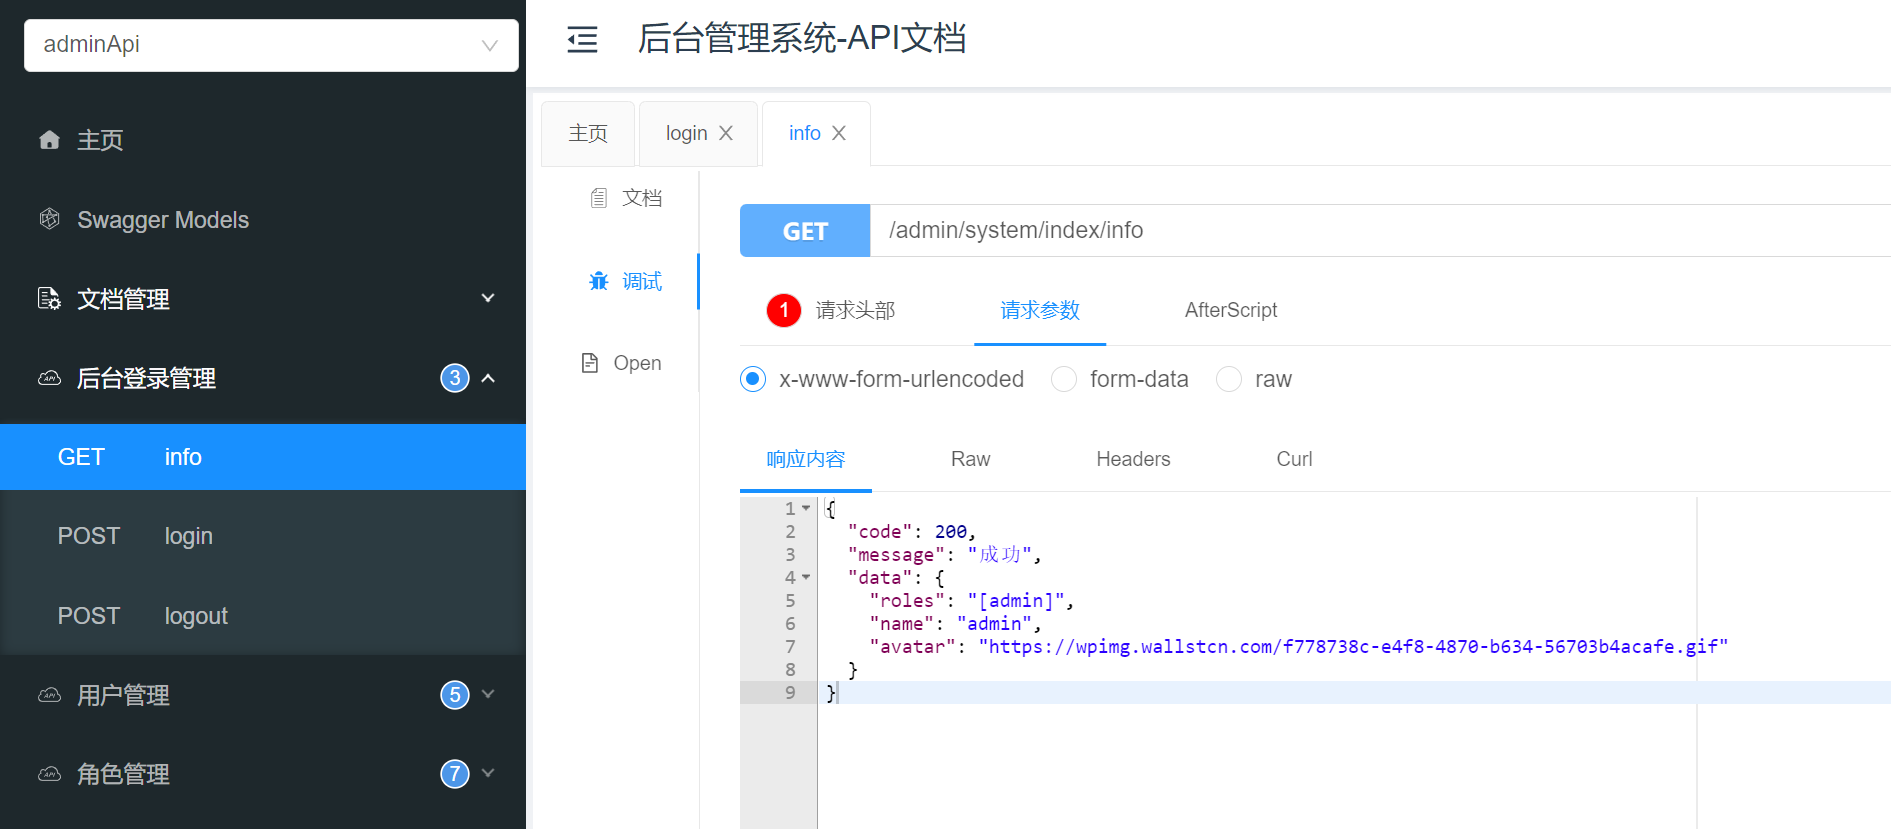 adminApi
主页
Swagger Models
文档管理
后台登录管理 3
GET info
POST login
POST logout
用户管理 5
角色管理 7
后台管理系统-API文档
主页 login info
文档
调试
Open
GET /admin/system/index/info
1 请求头部 请求参数 AfterScript
x-www-form-urlencoded form-data raw
响应内容 Raw Headers Curl
1 {
2 "code": 200,
3 "message": "成功",
4 "data": {
5 "roles": "[admin]",
6 "name": "admin",
7 "avatar": "https://wpimg.wallstcn.com/f778738c-e4f8-4870-b634-56703b4acafe.gif"
8 }
9 }